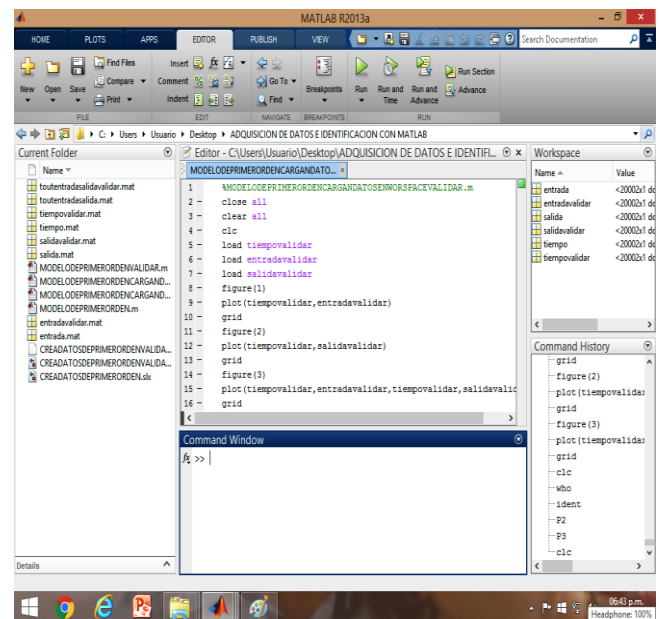 MATLAB R2013a
HOME PLOTS APPS EDITOR PUBLISH VIEW Search Documentation
New Open Save Find Files Compare Print
Insert Comment Indent
Go To Find
Breakpoints
Run Run and Time Run and Advance Run Section Advance
FILE EDIT NAVIGATE BREAKPOINTS RUN
C: Users Usuario Desktop ADQUISICION DE DATOS E IDENTIFICACION CON MATLAB
Current Folder
Name
toutentradasalidavalidar.mat
toutentradasalida.mat
tiempovalidar.mat
tiempo.mat
salidavalidar.mat
salida.mat
MODELODEPRIMERORDENVALIDAR.m
MODELODEPRIMERORDENCARGAND...
MODELODEPRIMERORDENCARGAND...
MODELODEPRIMERORDEN.m
entradavalidar.mat
entrada.mat
CREADATOSDEPRIMERORDENVALIDA...
CREADATOSDEPRIMERORDENVALIDA...
CREADATOSDEPRIMERORDEN.slx
Details
Editor - C:\Users\Usuario\Desktop\ADQUISICION DE DATOS E IDENTIFI...
MODELODEPRIMERORDENCARGANDATO...
1 %MODELODEPRIMERORDENCARGANDATOSENWORSPACEVALIDAR.m
2 - close all
3 - clear all
4 - clc
5 - load tiempovalidar
6 - load entradavalidar
7 - load salidavalidar
8 - figure(1)
9 - plot(tiempovalidar,entradavalidar)
10 - grid
11 - figure(2)
12 - plot(tiempovalidar,salidavalidar)
13 - grid
14 - figure(3)
15 - plot(tiempovalidar,entradavalidar,tiempovalidar,salidavalid
16 - grid
Command Window
fx >>
Workspace
Name Value
entrada <20002x1 do
entradavalidar <20002x1 do
salida <20002x1 do
salidavalidar <20002x1 do
tiempo <20002x1 do
tiempovalidar <20002x1 do
Command History
grid
figure(2)
plot(tiempovalidar
grid
figure(3)
plot(tiempovalidar
grid
clc
who
ident
P2
P3
clc
06:43 p.m.
Headphone: 100%